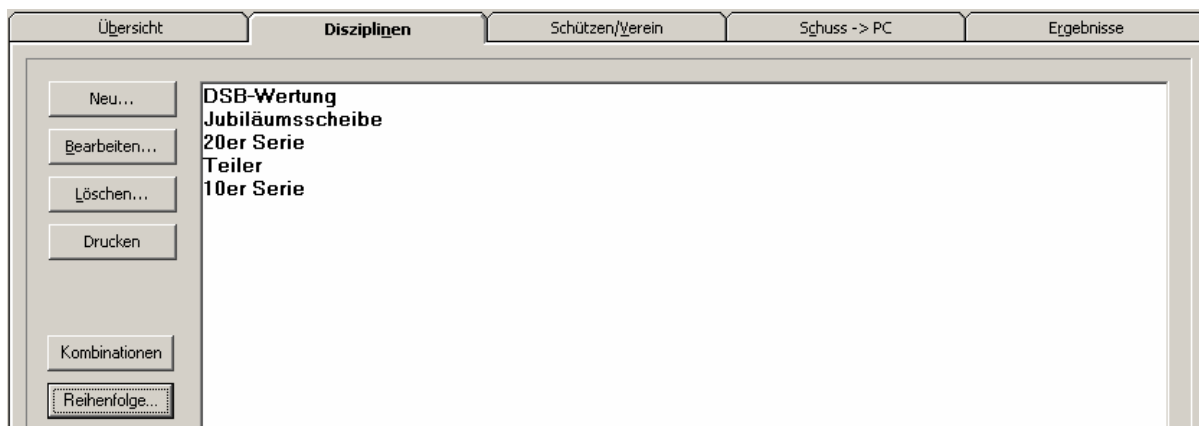 Übersicht Disziplinen Schützen/Verein Schuss -> PC Ergebnisse
Neu...
Bearbeiten...
Löschen...
Drucken
Kombinationen
Reihenfolge...
DSB-Wertung
Jubiläumsscheibe
20er Serie
Teiler
10er Serie